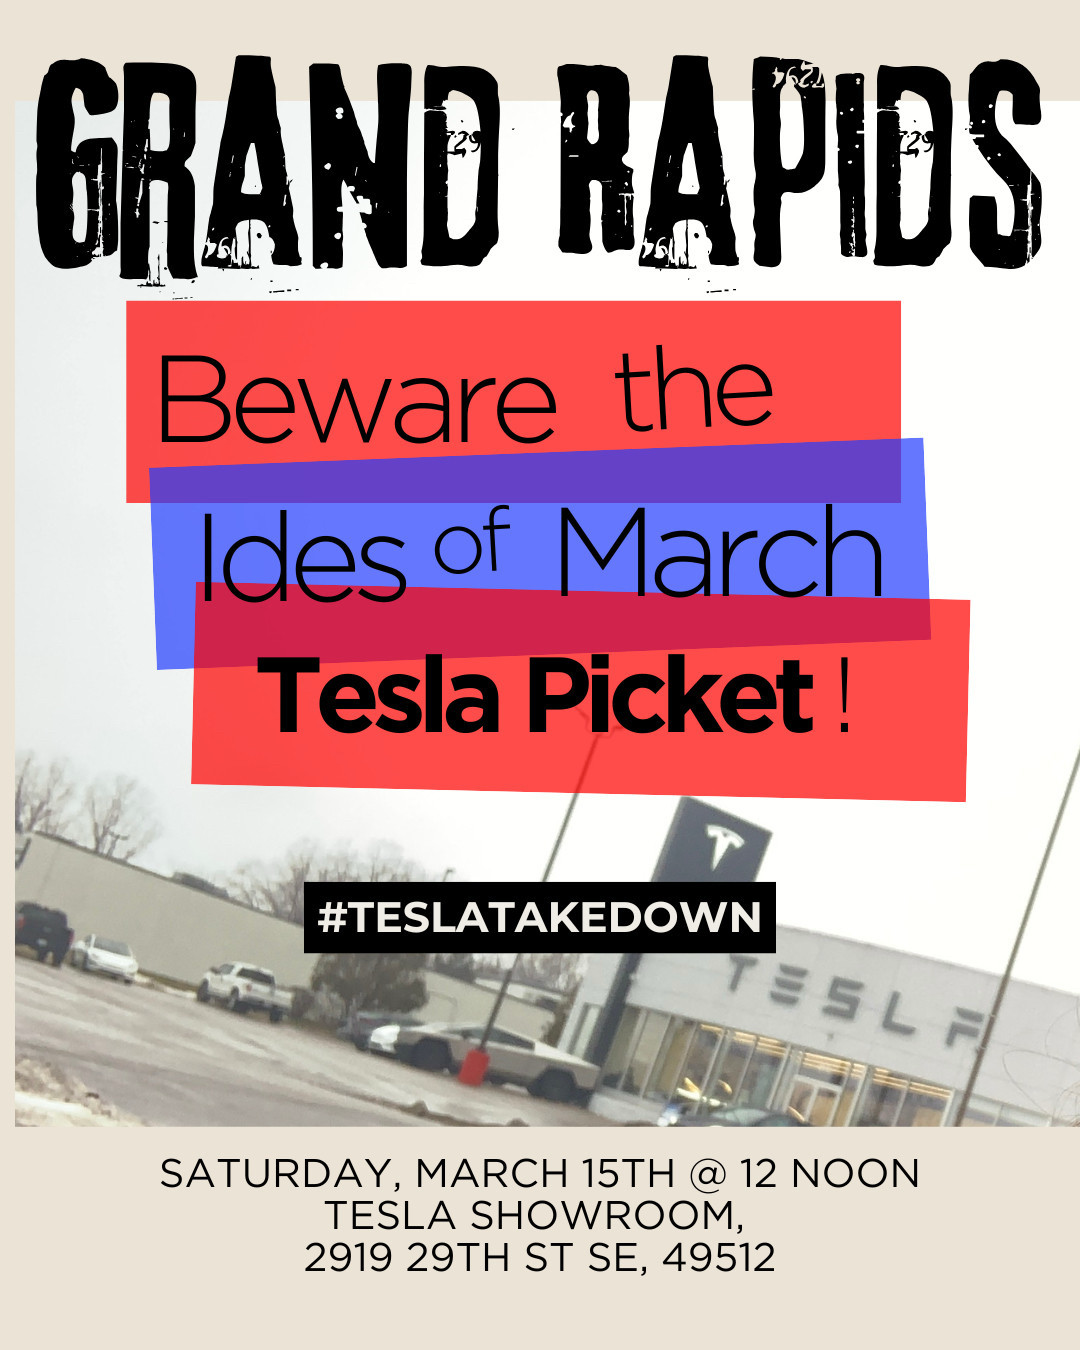 GRAND RAPIDS
Beware the
Ides of March
Tesla Picket !
#TESLATAKEDOWN
TESLA
SATURDAY, MARCH 15TH @ 12 NOON
TESLA SHOWROOM,
2919 29TH ST SE, 49512